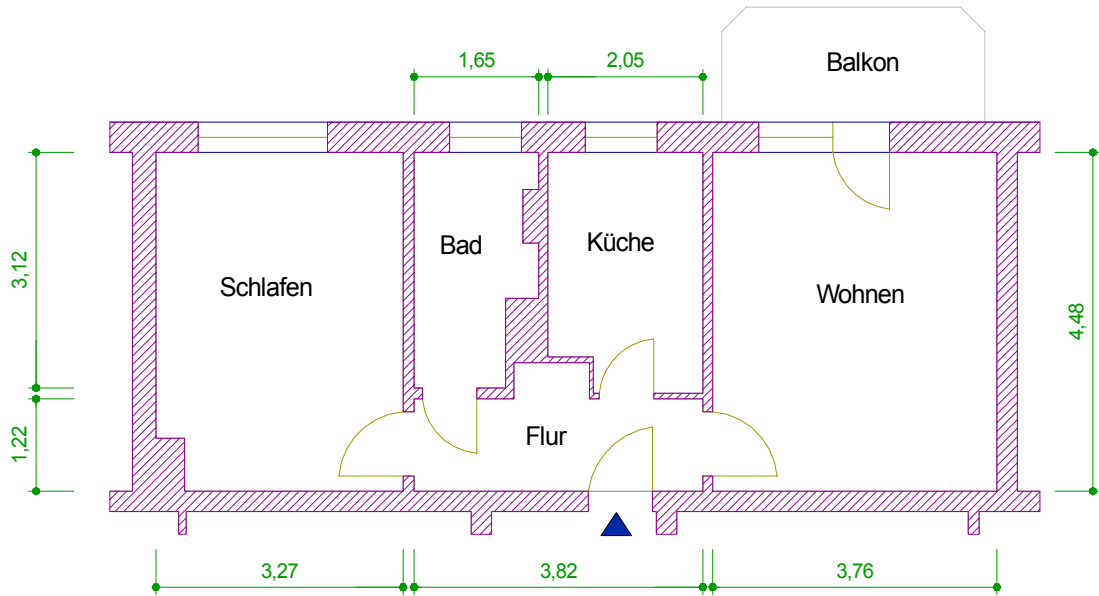 Balkon
1,65
2,05
Bad
Küche
Schlafen
Wohnen
3,12
4,48
1,22
Flur
3,27
3,82
3,76